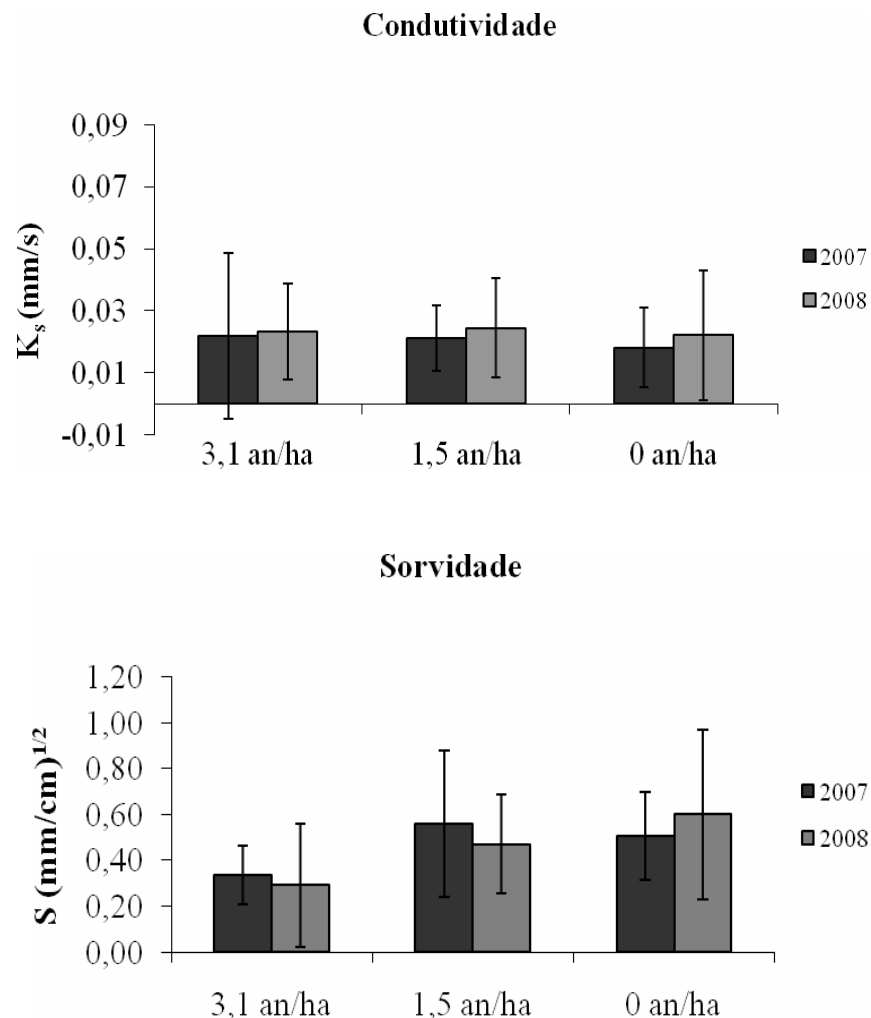 Condutividade
0,09
0,07
0,05
0,03
0,01
-0,01
Ks (mm/s)
3,1 an/ha 1,5 an/ha 0 an/ha
2007
2008
Sorvidade
1,20
1,00
0,80
0,60
0,40
0,20
0,00
S (mm/cm)1/2
3,1 an/ha 1,5 an/ha 0 an/ha
2007
2008